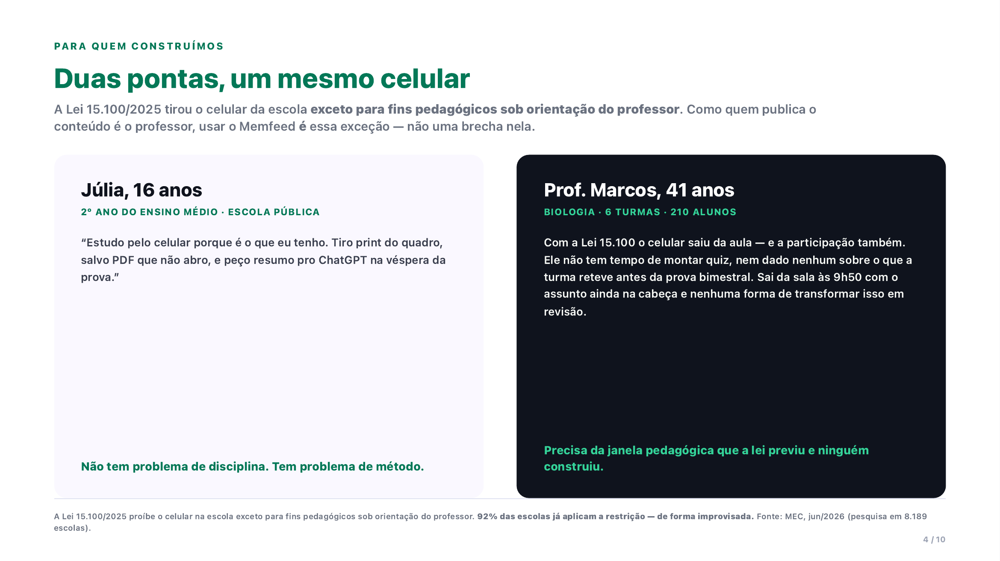 PARA QUEM CONSTRUÍMOS
Duas pontas, um mesmo celular
A Lei 15.100/2025 tirou o celular da escola exceto para fins pedagógicos sob orientação do professor. Como quem publica o
conteúdo é o professor, usar o Memfeed é essa exceção — não uma brecha nela.
Júlia, 16 anos
2º ANO DO ENSINO MÉDIO · ESCOLA PÚBLICA
“Estudo pelo celular porque é o que eu tenho. Tiro print do quadro,
salvo PDF que não abro, e peço resumo pro ChatGPT na véspera da
prova.”
Não tem problema de disciplina. Tem problema de método.
Prof. Marcos, 41 anos
BIOLOGIA · 6 TURMAS · 210 ALUNOS
Com a Lei 15.100 o celular saiu da aula — e a participação também.
Ele não tem tempo de montar quiz, nem dado nenhum sobre o que a
turma reteve antes da prova bimestral. Sai da sala às 9h50 com o
assunto ainda na cabeça e nenhuma forma de transformar isso em
revisão.
Precisa da janela pedagógica que a lei previu e ninguém
construiu.
A Lei 15.100/2025 proíbe o celular na escola exceto para fins pedagógicos sob orientação do professor. 92% das escolas já aplicam a restrição — de forma improvisada. Fonte: MEC, jun/2026 (pesquisa em 8.189
escolas).
4 / 10